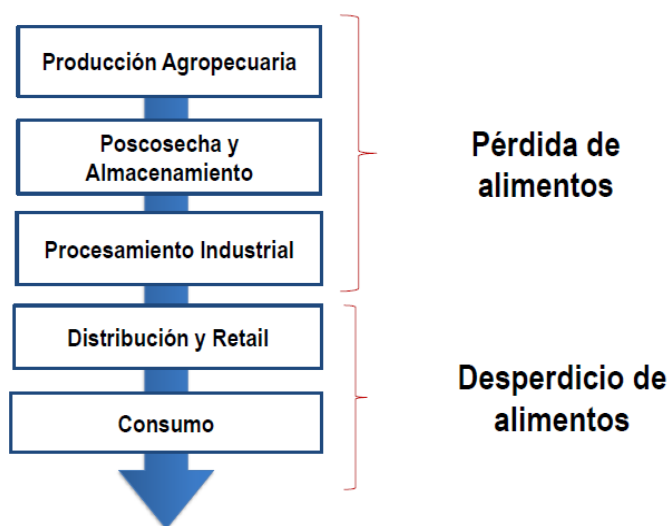 Producción Agropecuaria
Poscosecha y
Almacenamiento
Procesamiento Industrial
Pérdida de
alimentos
Distribución y Retail
Consumo
Desperdicio de
alimentos